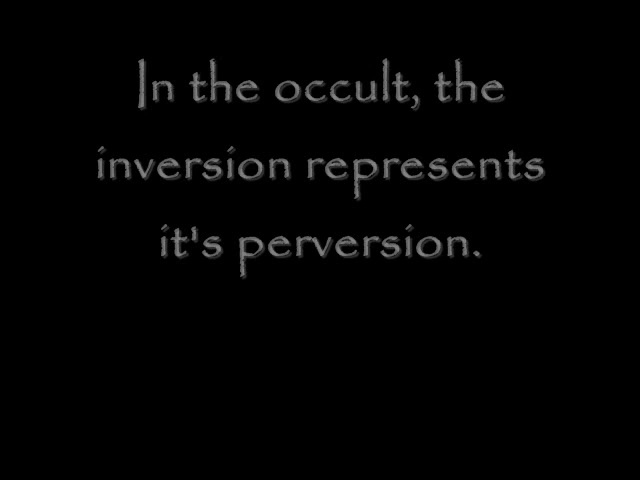 In the occult, the
inversion represents
it's perversion.